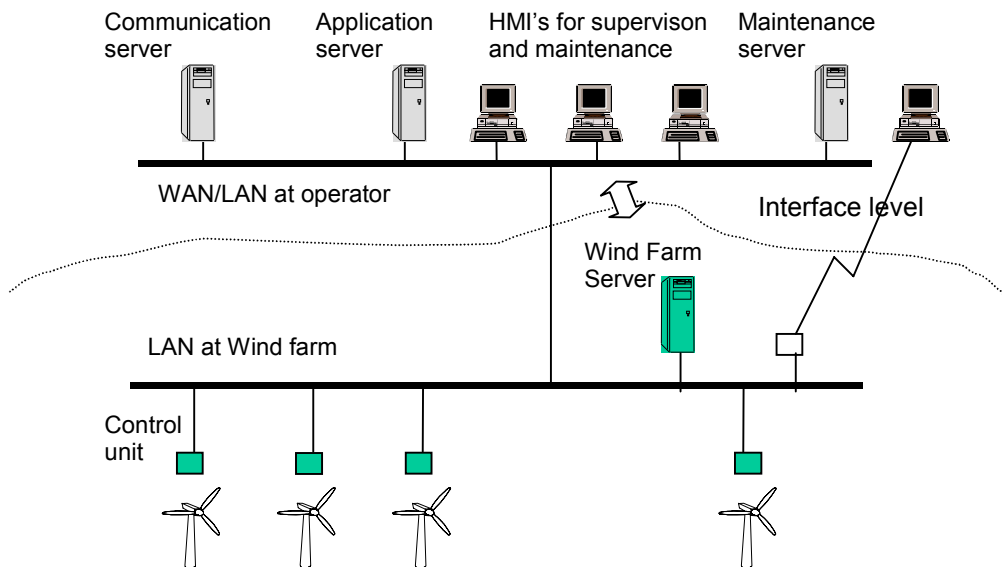 Communication
server
Application
server
HMI's for supervison
and maintenance
Maintenance
server
WAN/LAN at operator
Interface level
Wind Farm
Server
LAN at Wind farm
Control
unit